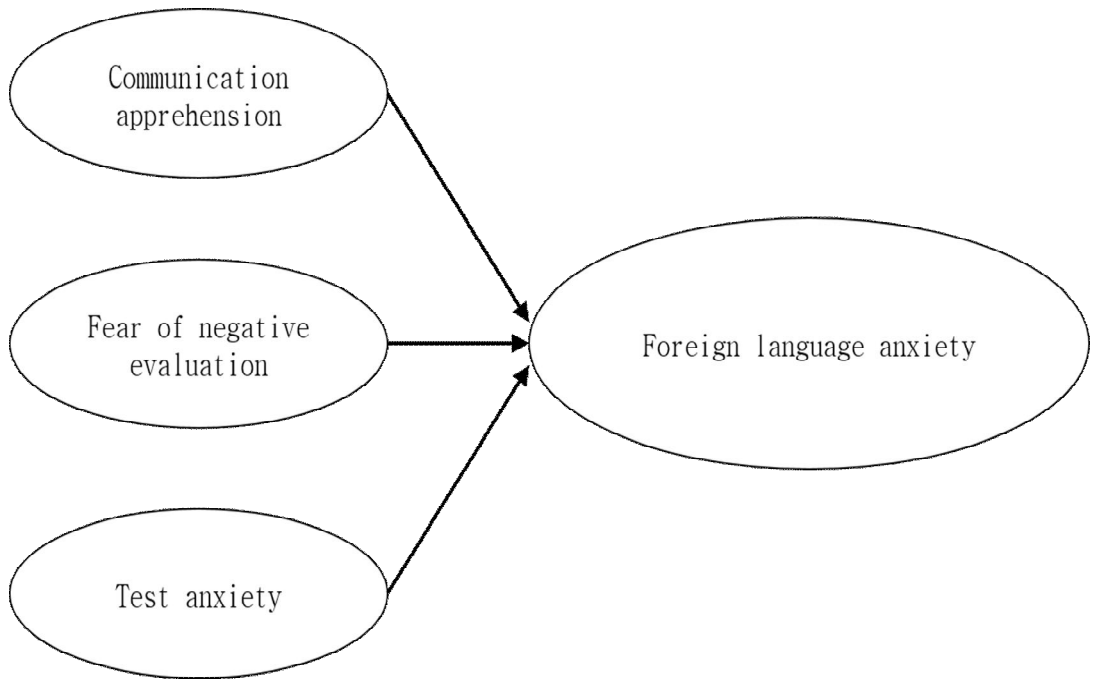 Communication
apprehension
Fear of negative
evaluation
Foreign language anxiety
Test anxiety